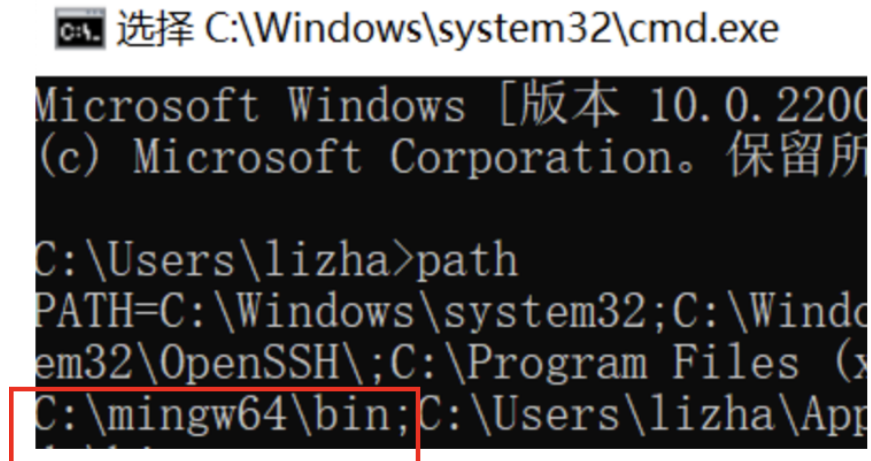 选择 C:\Windows\system32\cmd.exe
Microsoft Windows [版本 10.0.2200
(c) Microsoft Corporation。保留所
C:\Users\lizha>path
PATH=C:\Windows\system32;C:\Windo
em32\OpenSSH\;C:\Program Files (x
C:\mingw64\bin;C:\Users\lizha\App